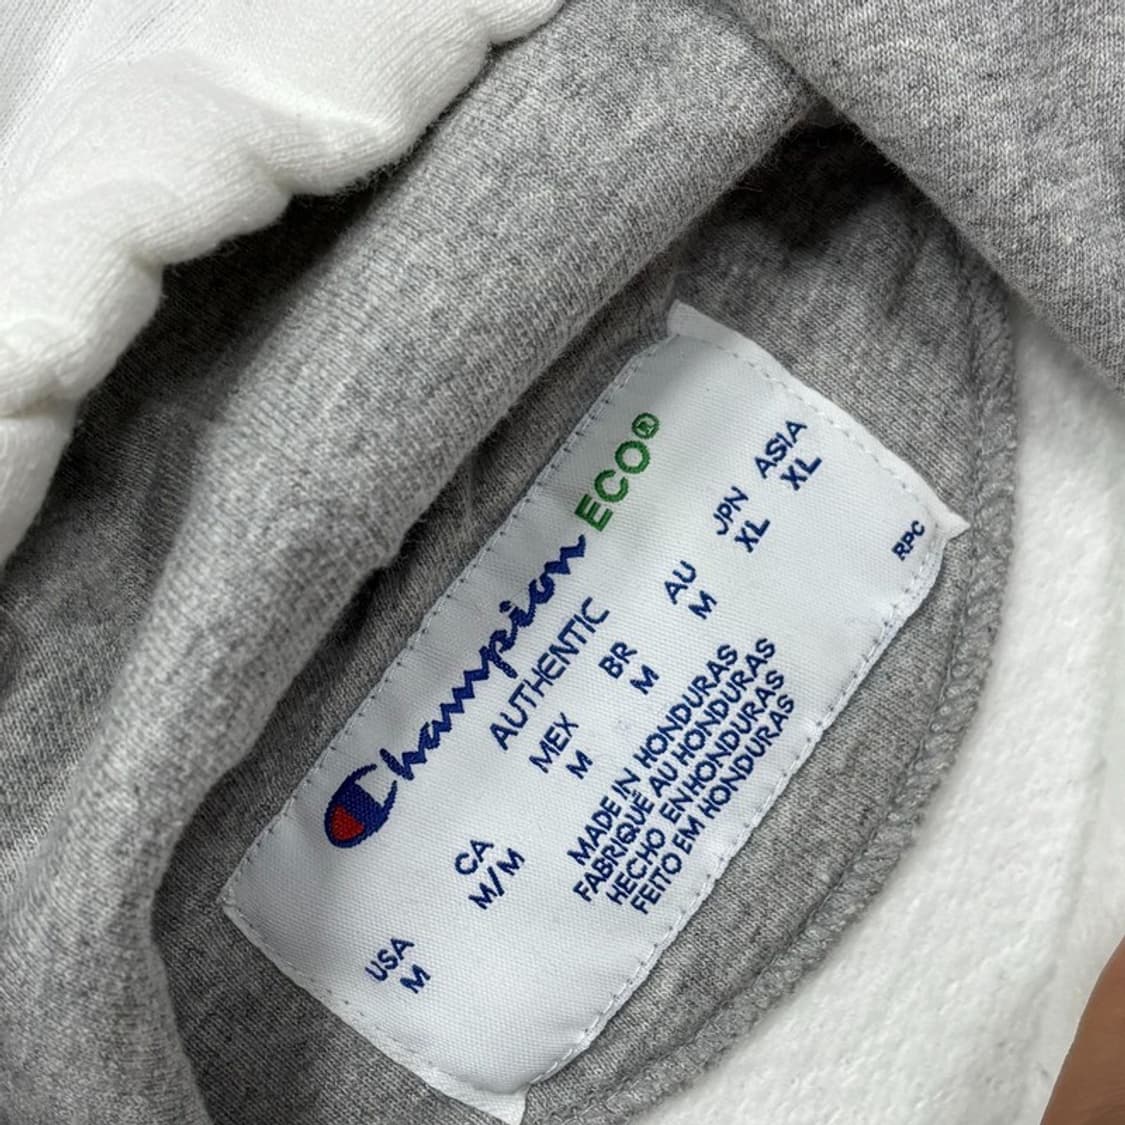 Champion ECO®
AUTHENTIC
USA CA MEX BR AU JPN ASIA
M M/M M M M XL XL
MADE IN HONDURAS
FABRIQUÉ AU HONDURAS
HECHO EN HONDURAS
FEITO EM HONDURAS
RPC